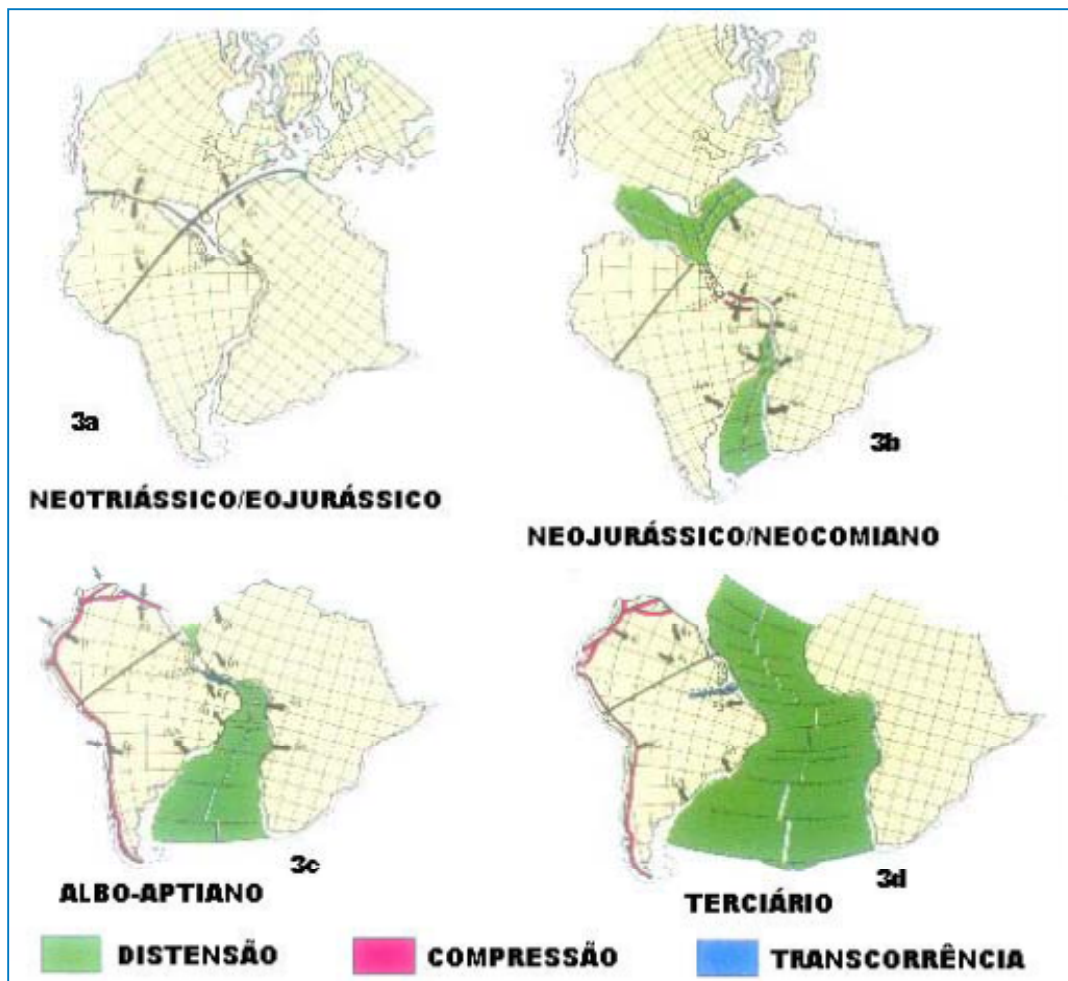 3a
3b
NEOTRIÁSSICO/EOJURÁSSICO
NEOJURÁSSICO/NEOCOMIANO
3c
3d
ALBO-APTIANO
TERCIÁRIO
DISTENSÃO
COMPRESSÃO
TRANSCORRÊNCIA